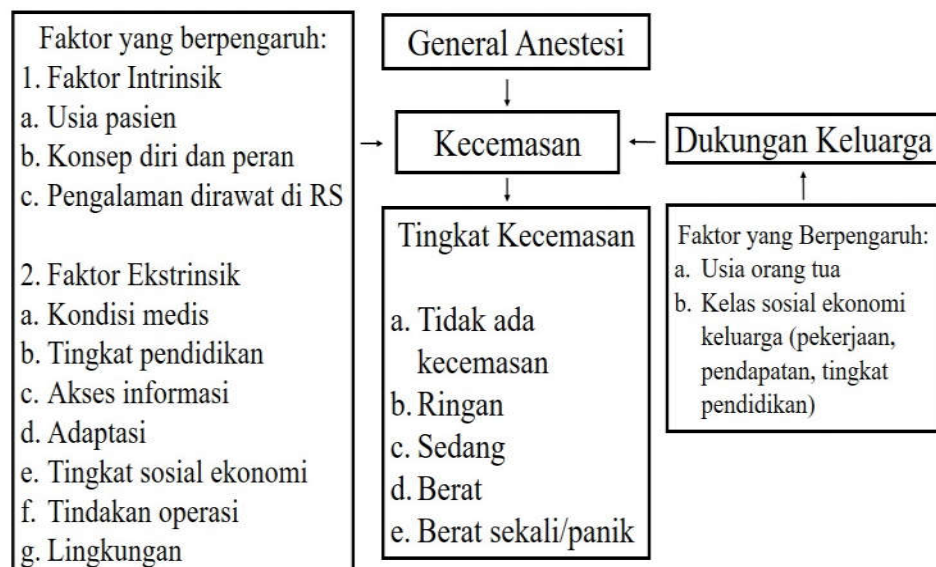 Faktor yang berpengaruh:
1. Faktor Intrinsik
a. Usia pasien
b. Konsep diri dan peran
c. Pengalaman dirawat di RS
2. Faktor Ekstrinsik
a. Kondisi medis
b. Tingkat pendidikan
c. Akses informasi
d. Adaptasi
e. Tingkat sosial ekonomi
f. Tindakan operasi
g. Lingkungan
General Anestesi
Kecemasan
Tingkat Kecemasan
a. Tidak ada
kecemasan
b. Ringan
c. Sedang
d. Berat
e. Berat sekali/panik
Dukungan Keluarga
Faktor yang Berpengaruh:
a. Usia orang tua
b. Kelas sosial ekonomi
keluarga (pekerjaan,
pendapatan, tingkat
pendidikan)